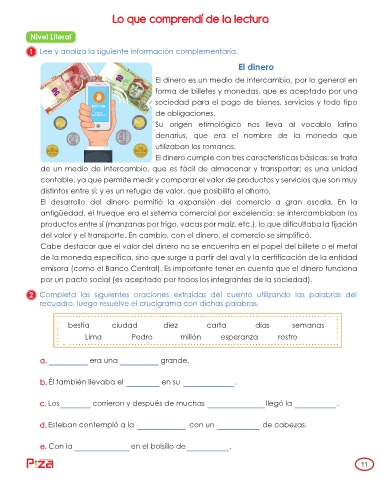 Lo que comprendí de la lectura
Nivel Literal
1 Lee y analiza la siguiente información complementaria.
El dinero
El dinero es un medio de intercambio, por lo general en
forma de billetes y monedas, que es aceptado por una
sociedad para el pago de bienes, servicios y todo tipo
de obligaciones.
Su origen etimológico nos lleva al vocablo latino
denarius, que era el nombre de la moneda que
utilizaban los romanos.
El dinero cumple con tres características básicas: se trata
de un medio de intercambio, que es fácil de almacenar y transportar; es una unidad
contable, ya que permite medir y comparar el valor de productos y servicios que son muy
distintos entre sí; y es un refugio de valor, que posibilita el ahorro.
El desarrollo del dinero permitió la expansión del comercio a gran escala. En la
antigüedad, el trueque era el sistema comercial por excelencia: se intercambiaban los
productos entre sí (manzanas por trigo, vacas por maíz, etc.), lo que dificultaba la fijación
del valor y el transporte. En cambio, con el dinero, el comercio se simplificó.
Cabe destacar que el valor del dinero no se encuentra en el papel del billete o el metal
de la moneda específica, sino que surge a partir del aval y la certificación de la entidad
emisora (como el Banco Central). Es importante tener en cuenta que el dinero funciona
por un pacto social (es aceptado por todos los integrantes de la sociedad).
2 Completa las siguientes oraciones extraídas del cuento utilizando las palabras del
recuadro, luego resuelve el crucigrama con dichas palabras.
bestia ciudad diez carta días semanas
Lima Pedro millón esperanza rostro
a. ________ era una ________ grande.
b. Él también llevaba el ________ en su ________.
c. Los ________ corrieron y después de muchas ________ llegó la ________.
d. Esteban contempló a la ________ con un ________ de cabezas.
e. Con la ________ en el bolsillo de ________.
Piza
11